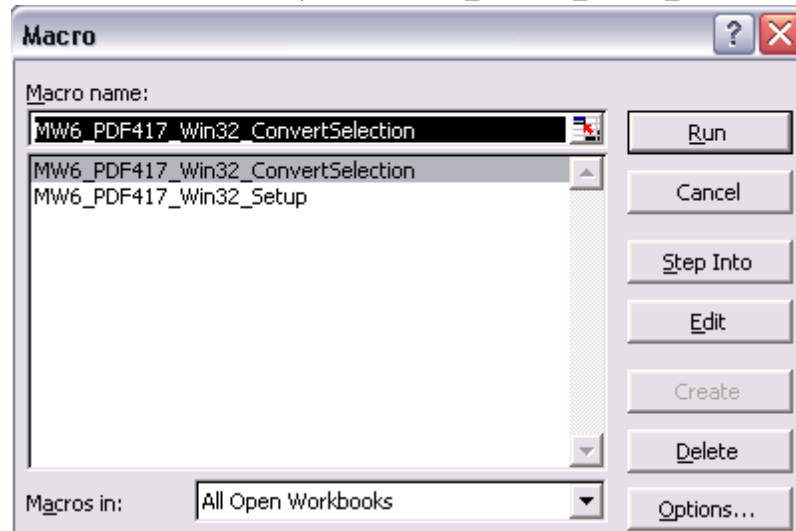 Macro
Macro name:
MW6_PDF417_Win32_ConvertSelection
MW6_PDF417_Win32_ConvertSelection
MW6_PDF417_Win32_Setup
Run
Cancel
Step Into
Edit
Create
Delete
Macros in:
All Open Workbooks
Options...